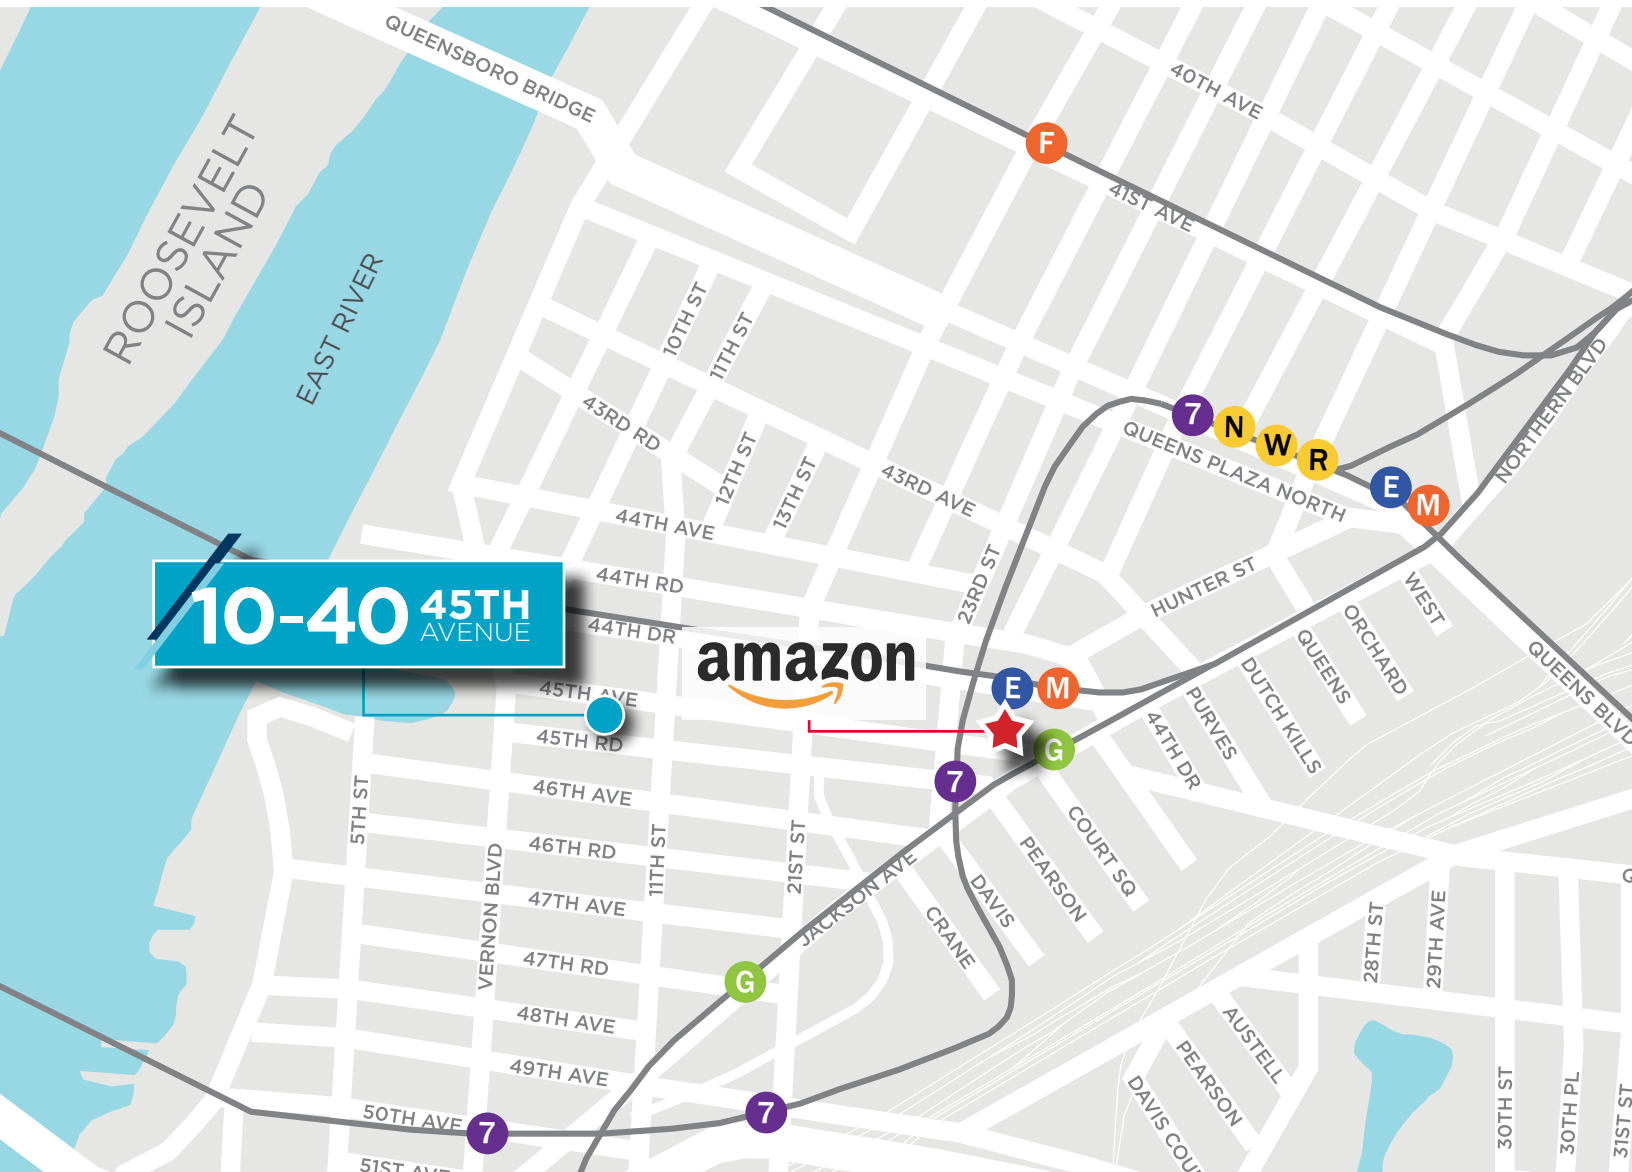 QUEENSBORO BRIDGE
40TH AVE
F
41ST AVE
ROOSEVELT
ISLAND
EAST RIVER
10TH ST
11TH ST
NORTHERN BLVD
7
N
W
R
E
M
QUEENS PLAZA NORTH
43RD RD
12TH ST
13TH ST
43RD AVE
44TH AVE
23RD ST
HUNTER ST
WEST
10-40 45TH
AVENUE
44TH RD
44TH DR
amazon
ORCHARD
QUEENS
DUTCH KILLS
QUEENS BLVD
E
M
45TH AVE
45TH RD
G
PURVES
44TH DR
7
46TH AVE
5TH ST
46TH RD
11TH ST
21ST ST
COURT SQ
PEARSON
JACKSON AVE
DAVIS
CRANE
VERNON BLVD
47TH AVE
47TH RD
G
28TH ST
29TH AVE
Q
48TH AVE
49TH AVE
AUSTELL
PEARSON
DAVIS COU
30TH ST
30TH PL
31ST ST
50TH AVE
7
7
51ST AVE